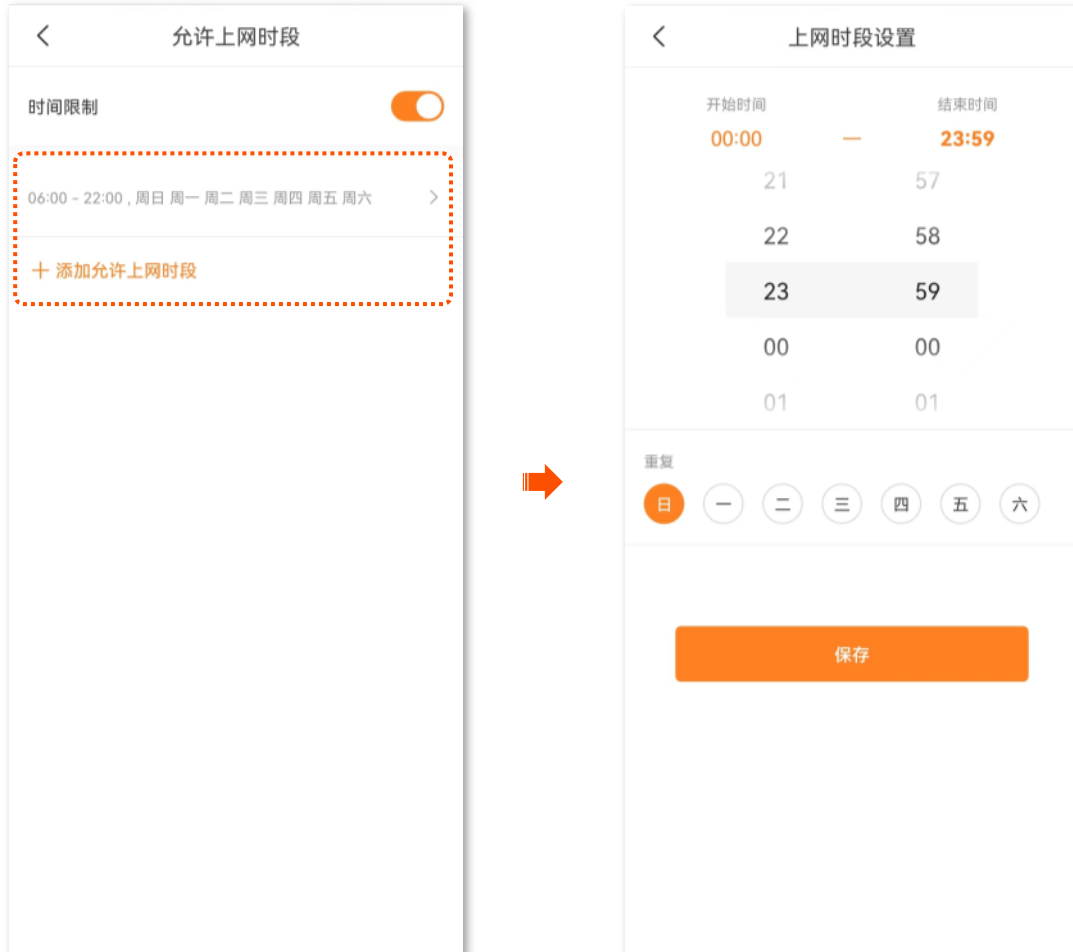 允许上网时段
时间限制
06:00 - 22:00 , 周日 周一 周二 周三 周四 周五 周六
添加允许上网时段
上网时段设置
开始时间 结束时间
00:00 — 23:59
21 57
22 58
23 59
00 00
01 01
重复
日 一 二 三 四 五 六
保存